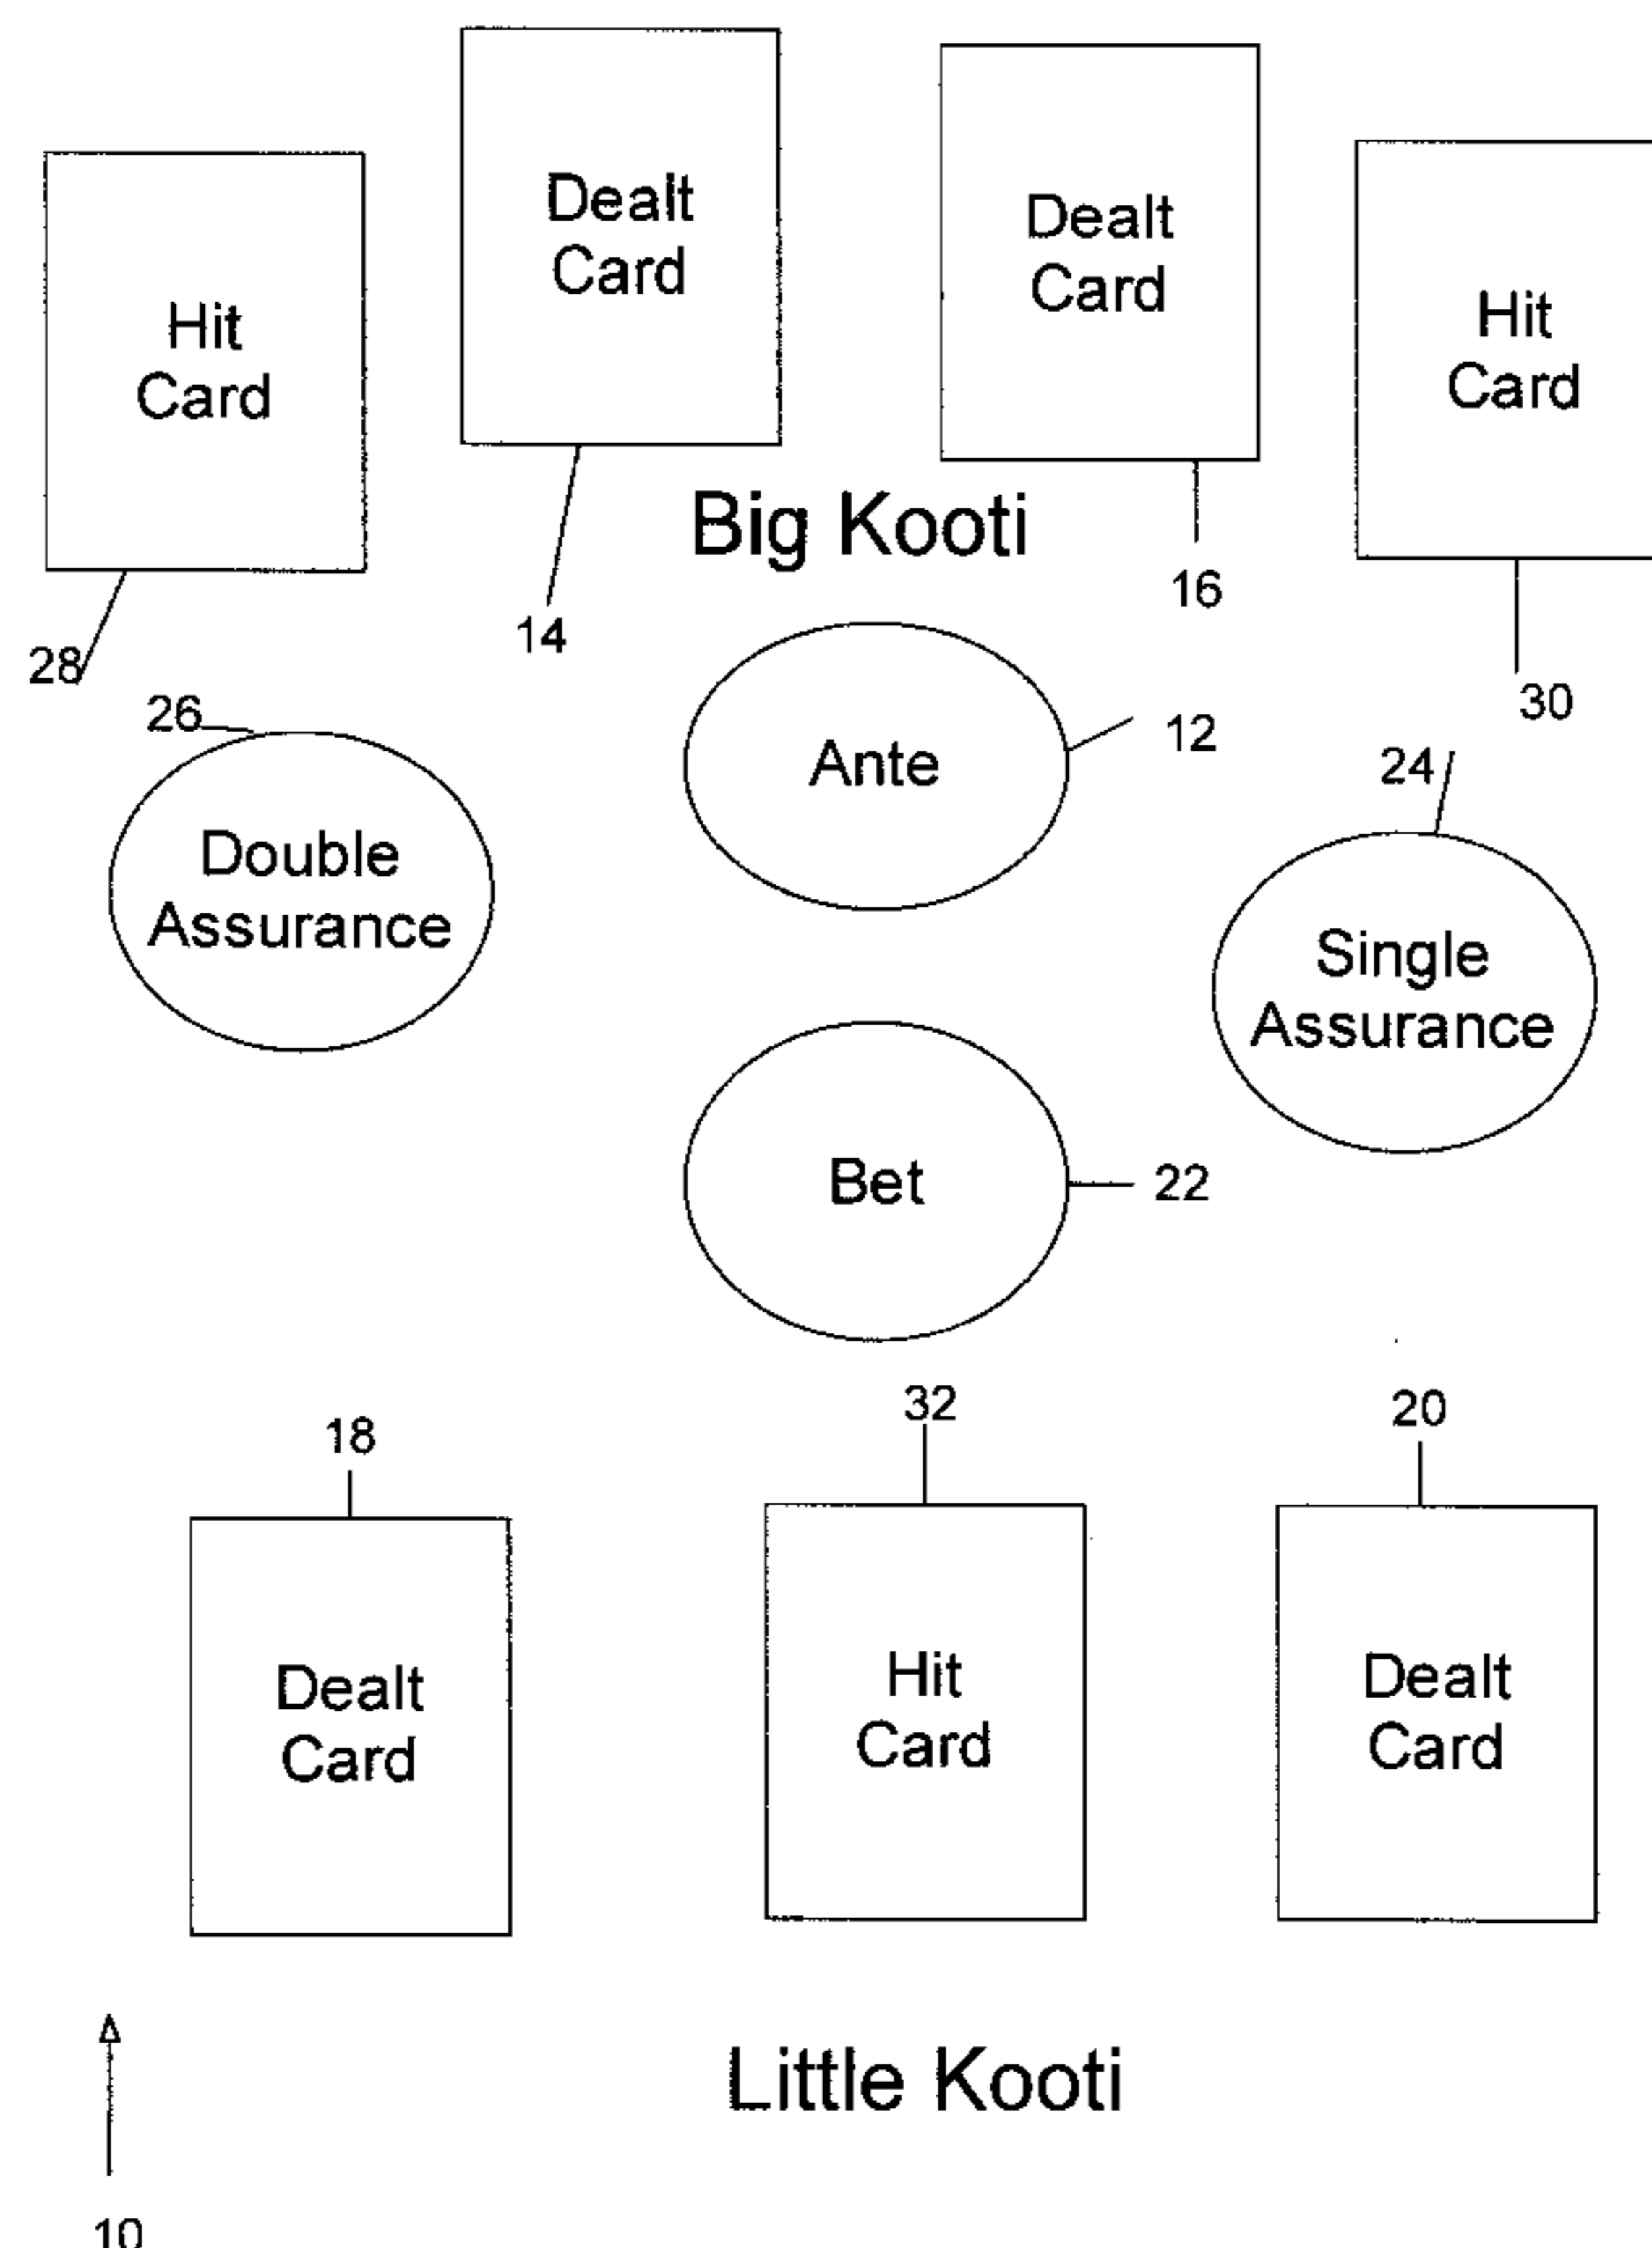 Dealt
Card
Dealt
Card
Hit
Card
Hit
Card
Big Kooti
16
14
28
30
26
12
24
Ante
Double
Assurance
Single
Assurance
Bet
22
32
20
18
Dealt
Card
Hit
Card
Dealt
Card
Little Kooti
10